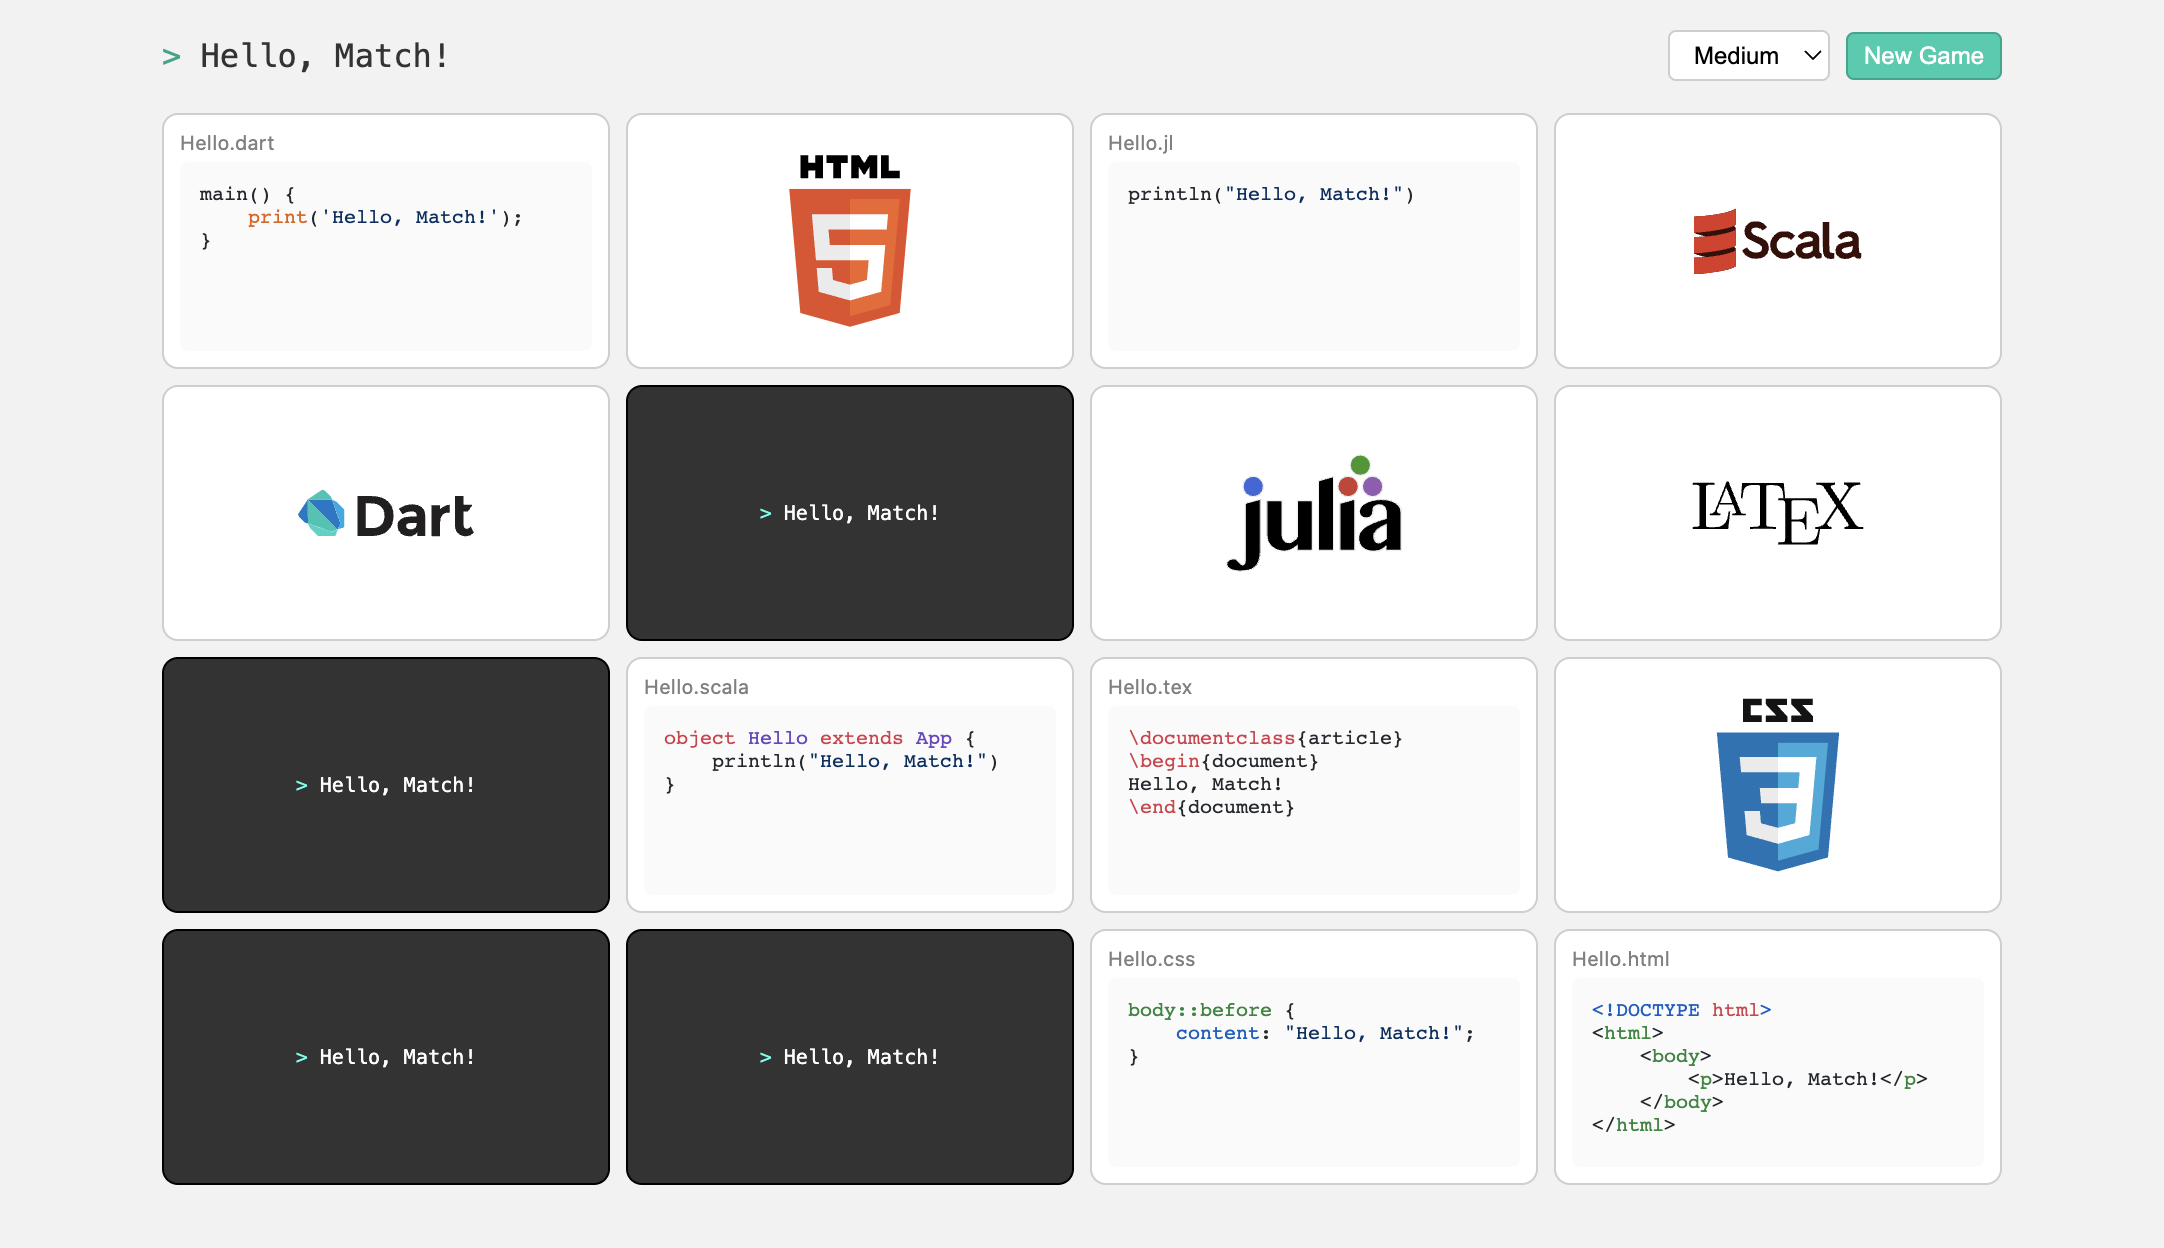 > Hello, Match!
Medium
New Game
Hello.dart
main() {
    print('Hello, Match!');
}
HTML
5
Hello.jl
println("Hello, Match!")
Scala
Dart
> Hello, Match!
julia
LATEX
> Hello, Match!
Hello.scala
object Hello extends App {
    println("Hello, Match!")
}
Hello.tex
\documentclass{article}
\begin{document}
Hello, Match!
\end{document}
CSS
3
> Hello, Match!
> Hello, Match!
Hello.css
body::before {
    content: "Hello, Match!";
}
Hello.html
<!DOCTYPE html>
<html>
    <body>
        <p>Hello, Match!</p>
    </body>
</html>